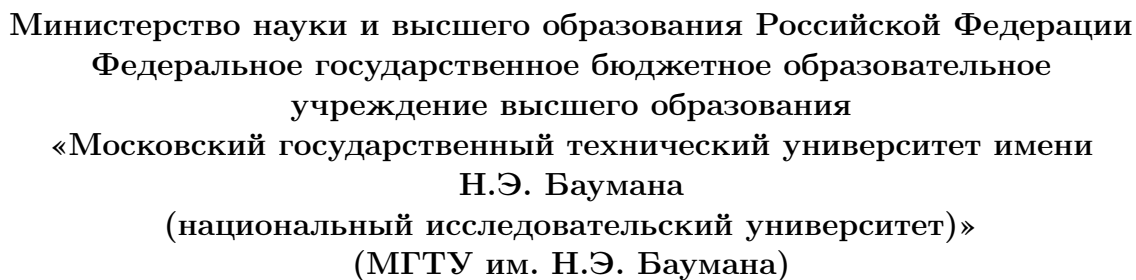 Министерство науки и высшего образования Российской Федерации
Федеральное государственное бюджетное образовательное
учреждение высшего образования
«Московский государственный технический университет имени
Н.Э. Баумана
(национальный исследовательский университет)»
(МГТУ им. Н.Э. Баумана)